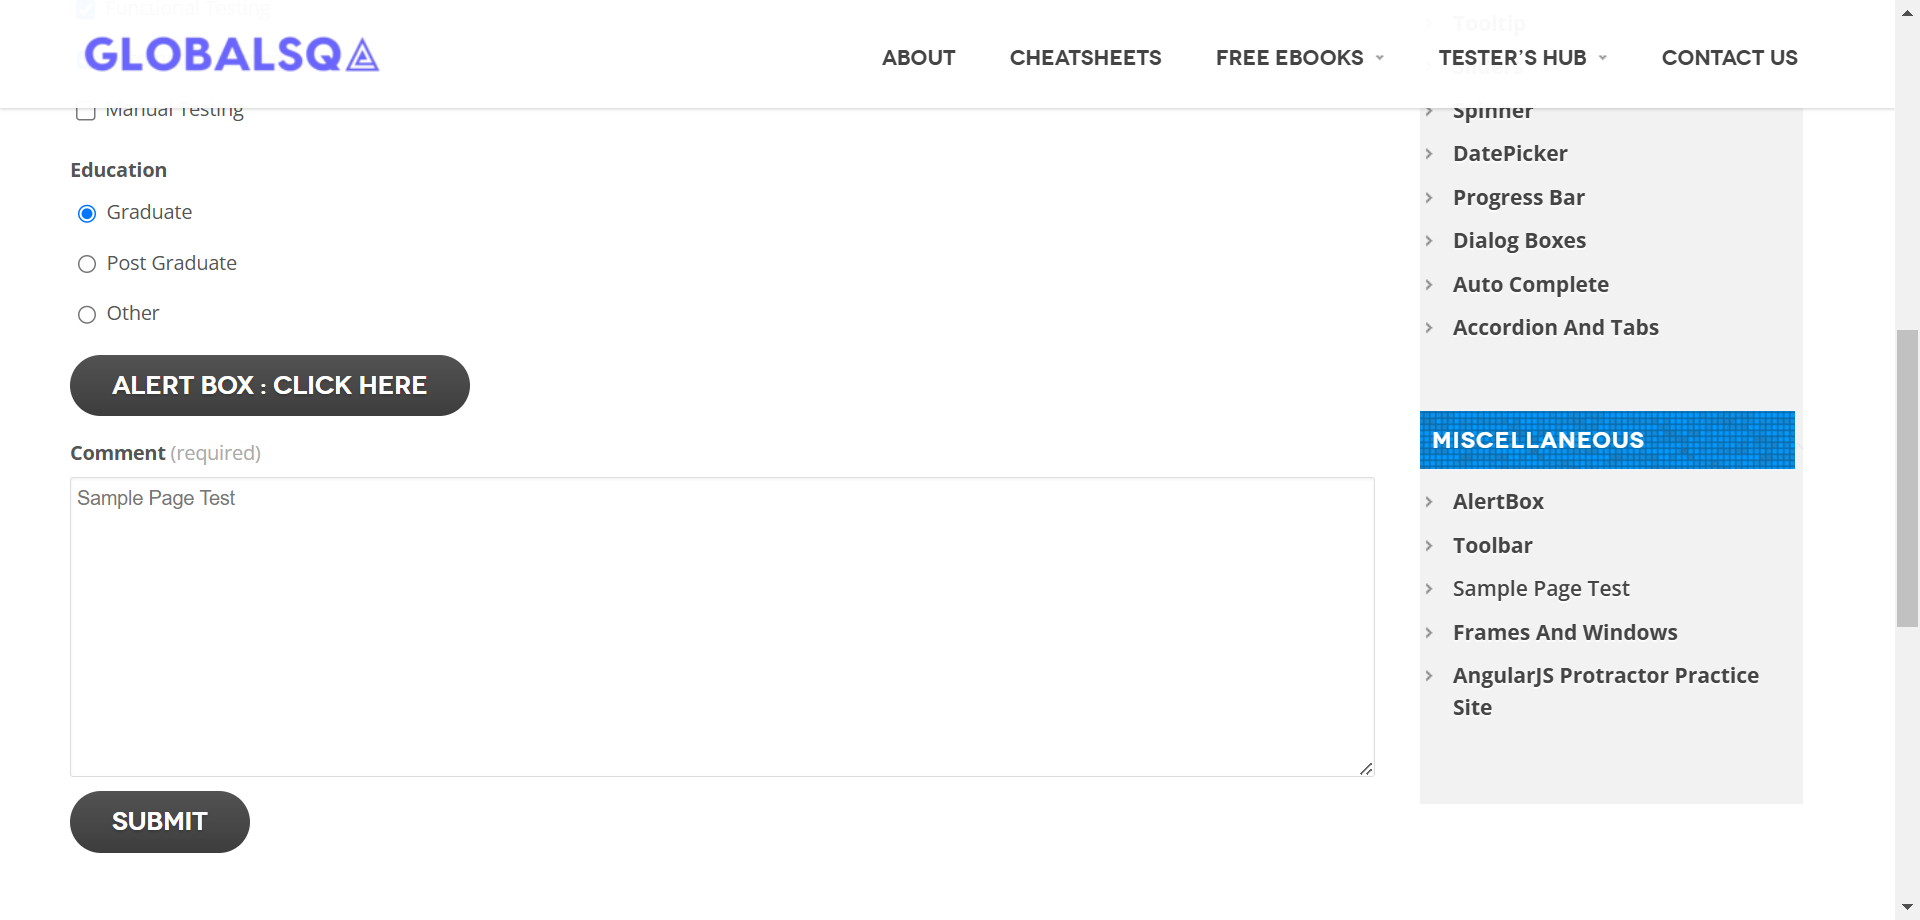 Functional Testing
Tooltip
GLOBALSQA
ABOUT
CHEATSHEETS
FREE EBOOKS
TESTER'S HUB
CONTACT US
Manual Testing
Education
Graduate
Post Graduate
Other
ALERT BOX : CLICK HERE
Comment (required)
Sample Page Test
SUBMIT
Spinner
DatePicker
Progress Bar
Dialog Boxes
Auto Complete
Accordion And Tabs
MISCELLANEOUS
AlertBox
Toolbar
Sample Page Test
Frames And Windows
AngularJS Protractor Practice
Site